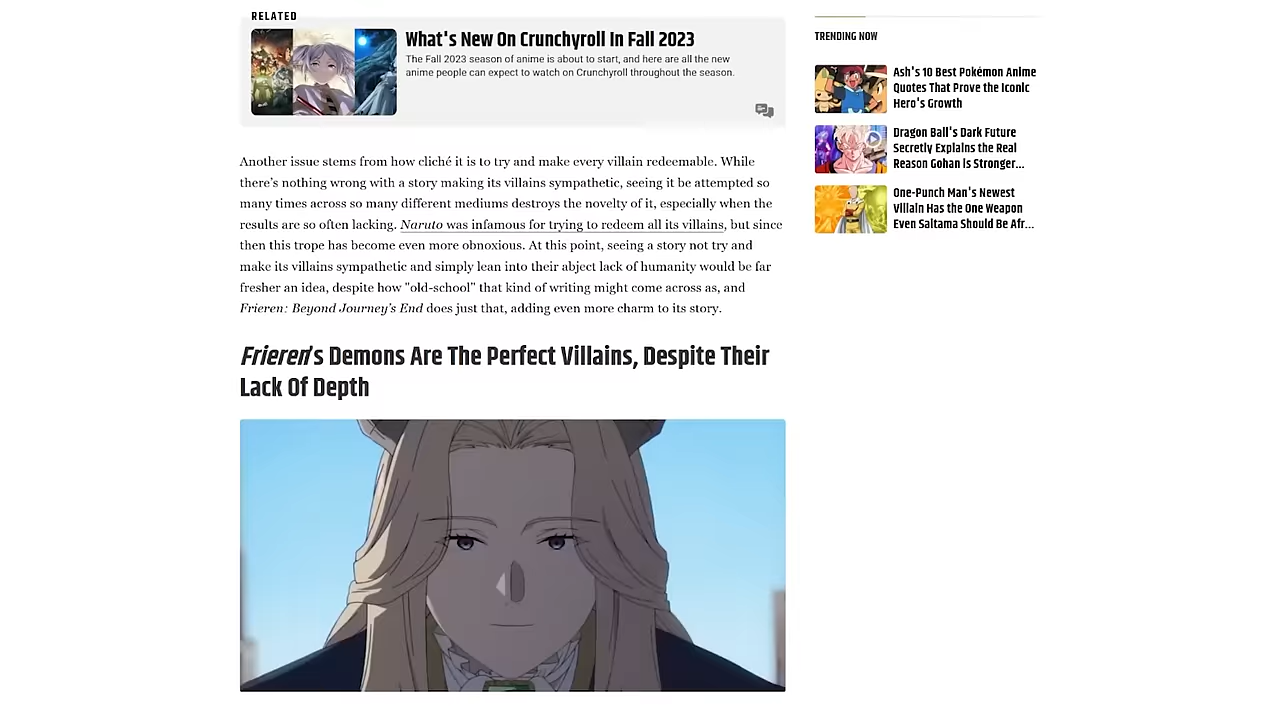 RELATED
What's New On Crunchyroll In Fall 2023
The Fall 2023 season of anime is about to start, and here are all the new
anime people can expect to watch on Crunchyroll throughout the season.
Another issue stems from how cliché it is to try and make every villain redeemable. While
there's nothing wrong with a story making its villains sympathetic, seeing it be attempted so
many times across so many different mediums destroys the novelty of it, especially when the
results are so often lacking. Naruto was infamous for trying to redeem all its villains, but since
then this trope has become even more obnoxious. At this point, seeing a story not try and
make its villains sympathetic and simply lean into their abject lack of humanity would be far
fresher an idea, despite how "old-school" that kind of writing might come across as, and
Frieren: Beyond Journey's End does just that, adding even more charm to its story.
Frieren's Demons Are The Perfect Villains, Despite Their
Lack Of Depth
TRENDING NOW
Ash's 10 Best Pokémon Anime
Quotes That Prove the Iconic
Hero's Growth
Dragon Ball's Dark Future
Secretly Explains the Real
Reason Gohan Is Stronger...
One-Punch Man's Newest
Villain Has the One Weapon
Even Saitama Should Be Afr...